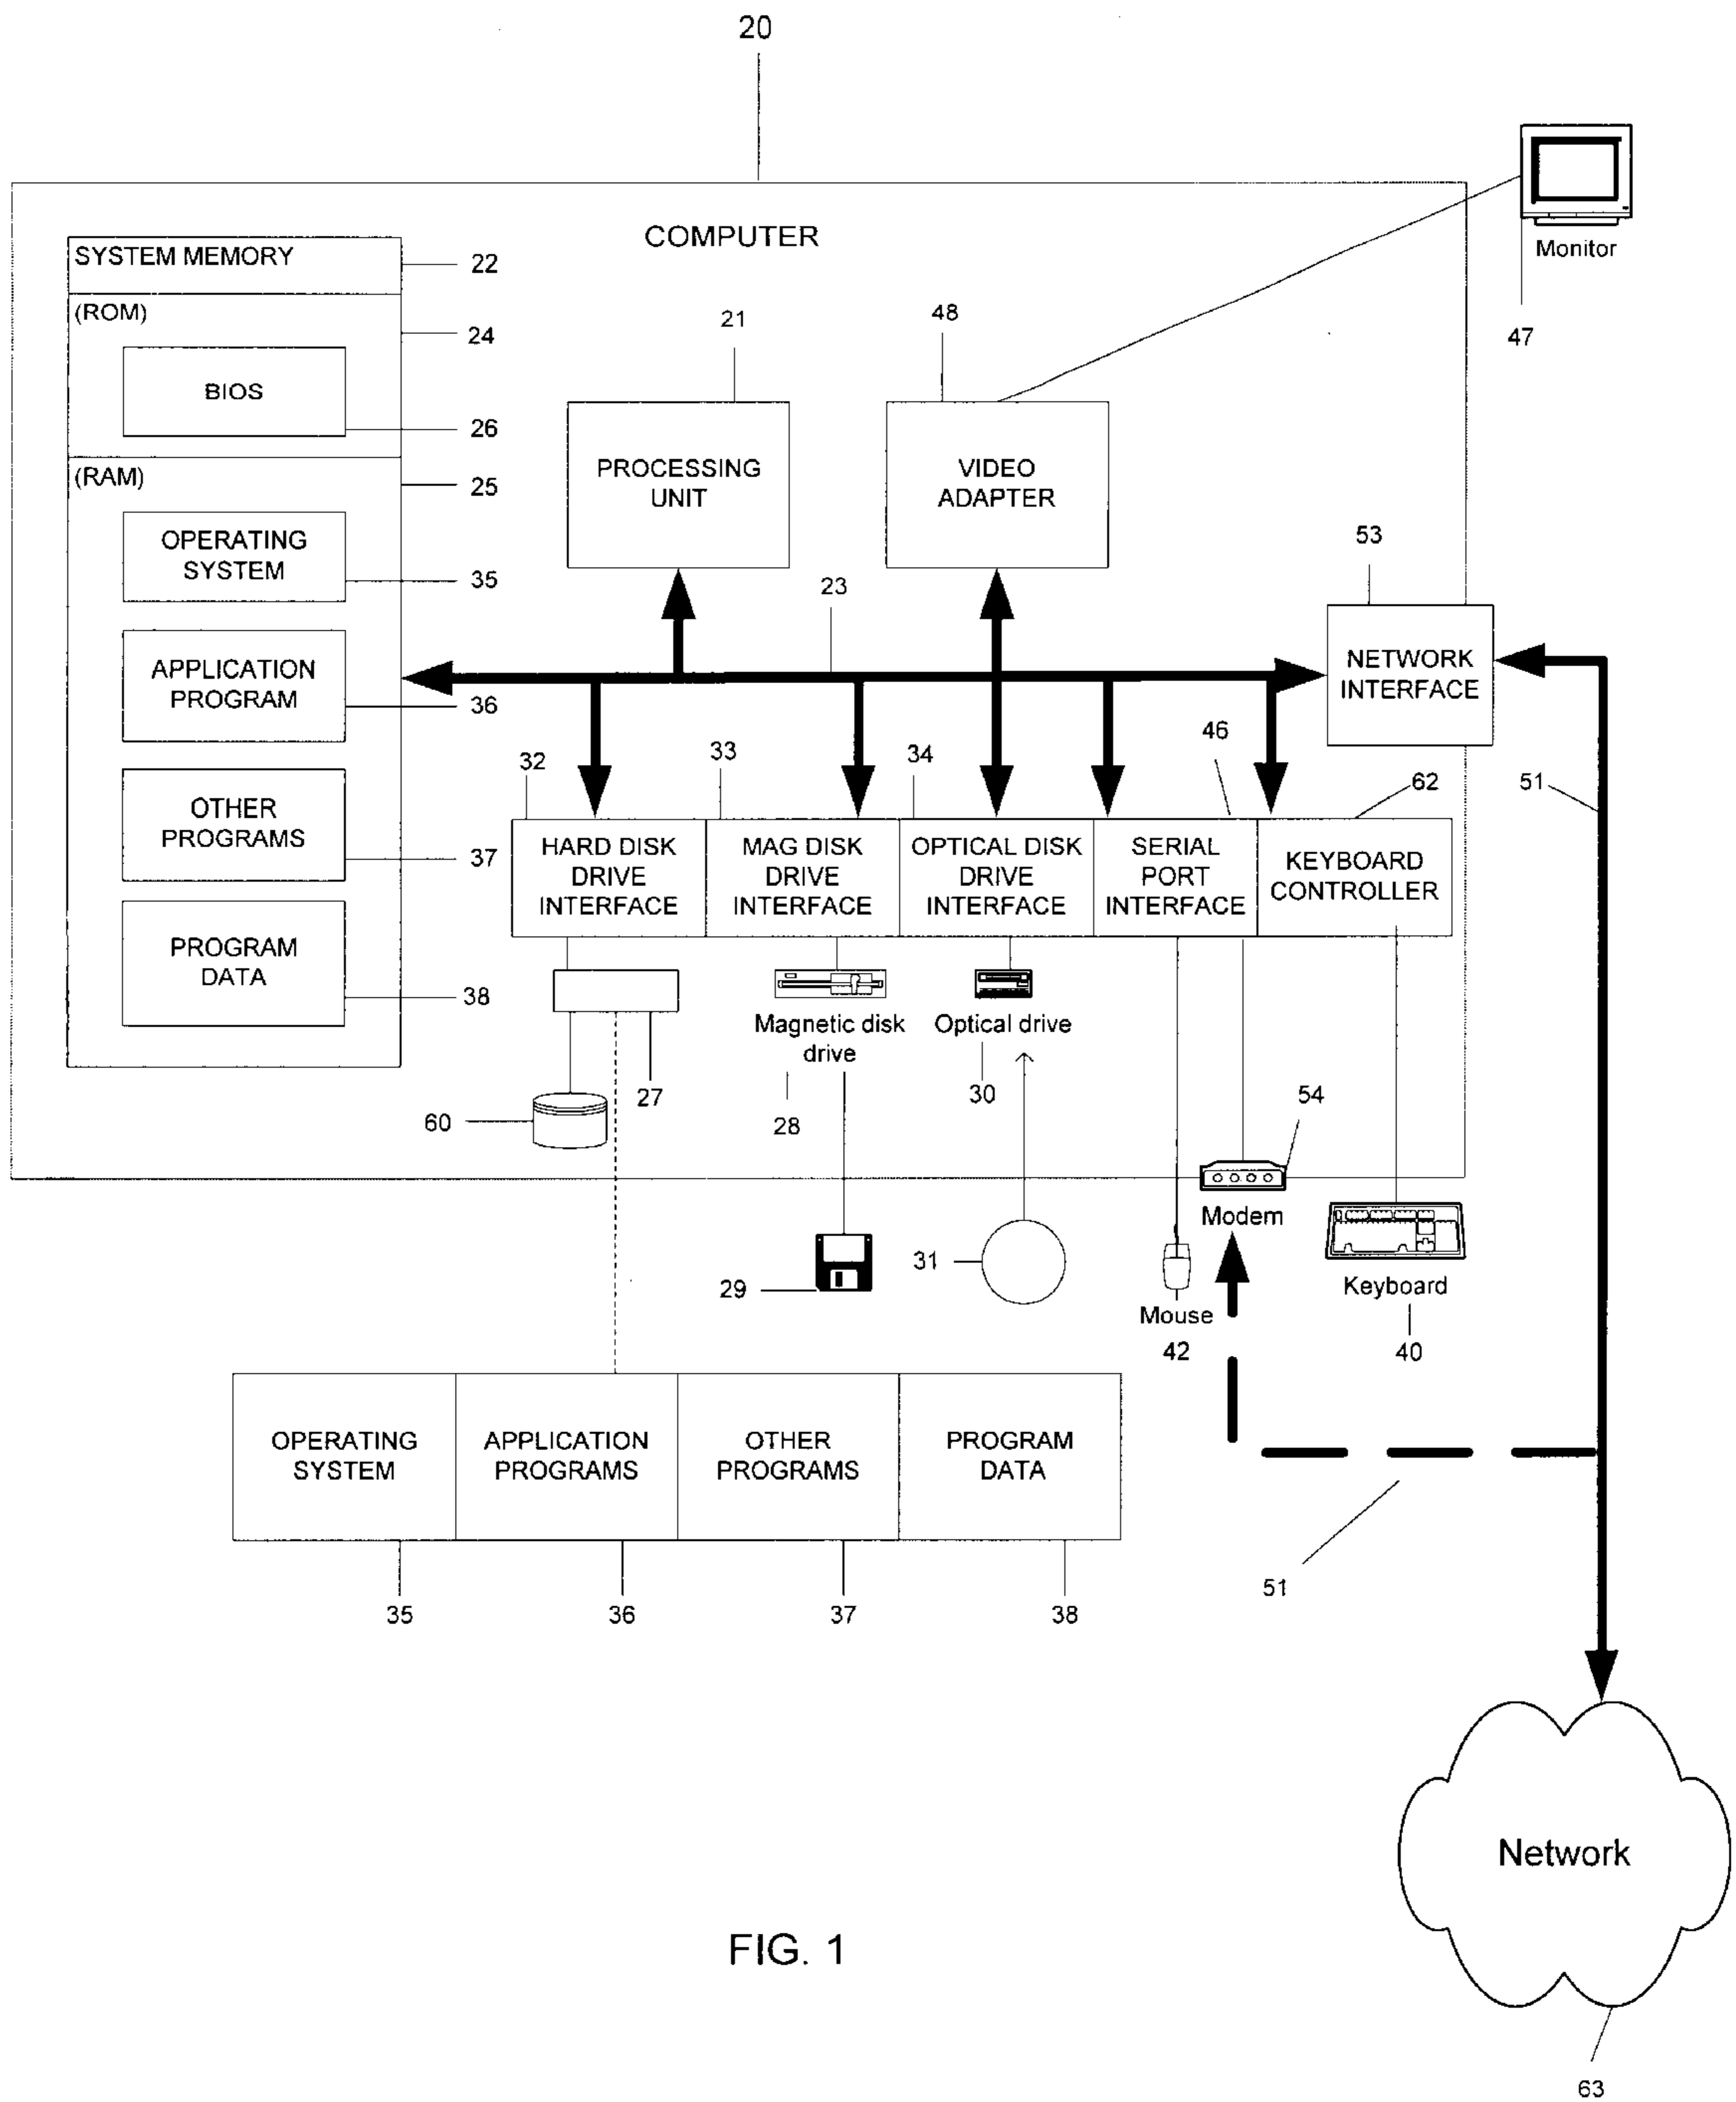 20
COMPUTER
Monitor
47
SYSTEM MEMORY
22
(ROM)
24
BIOS
26
(RAM)
25
OPERATING
SYSTEM
35
APPLICATION
PROGRAM
36
OTHER
PROGRAMS
37
PROGRAM
DATA
38
21
PROCESSING
UNIT
48
VIDEO
ADAPTER
23
53
NETWORK
INTERFACE
51
32
HARD DISK
DRIVE
INTERFACE
33
MAG DISK
DRIVE
INTERFACE
34
OPTICAL DISK
DRIVE
INTERFACE
46
SERIAL
PORT
INTERFACE
62
KEYBOARD
CONTROLLER
27
60
Magnetic disk
drive
28
Optical drive
30
54
Modem
29
31
Mouse
42
Keyboard
40
OPERATING
SYSTEM
APPLICATION
PROGRAMS
OTHER
PROGRAMS
PROGRAM
DATA
35
36
37
38
51
Network
63
FIG. 1